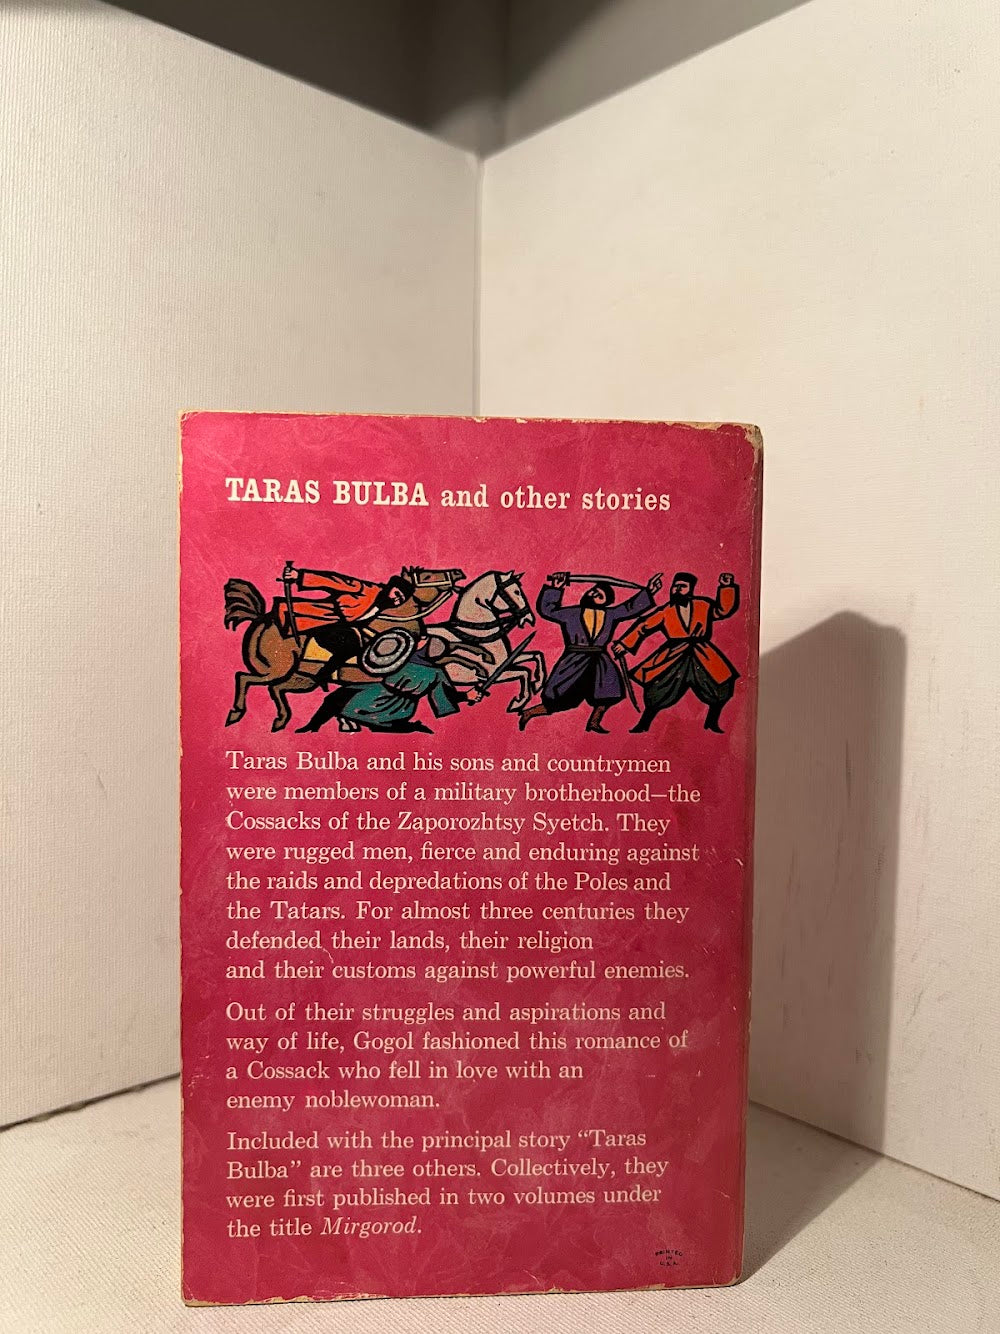 TARAS BULBA and other stories
Taras Bulba and his sons and countrymen
were members of a military brotherhood—the
Cossacks of the Zaporozhtsy Syetch. They
were rugged men, fierce and enduring against
the raids and depredations of the Poles and
the Tatars. For almost three centuries they
defended their lands, their religion
and their customs against powerful enemies.
Out of their struggles and aspirations and
way of life, Gogol fashioned this romance of
a Cossack who fell in love with an
enemy noblewoman.
Included with the principal story “Taras
Bulba” are three others. Collectively, they
were first published in two volumes under
the title Mirgorod.
PRINTED
IN
U.S.A.